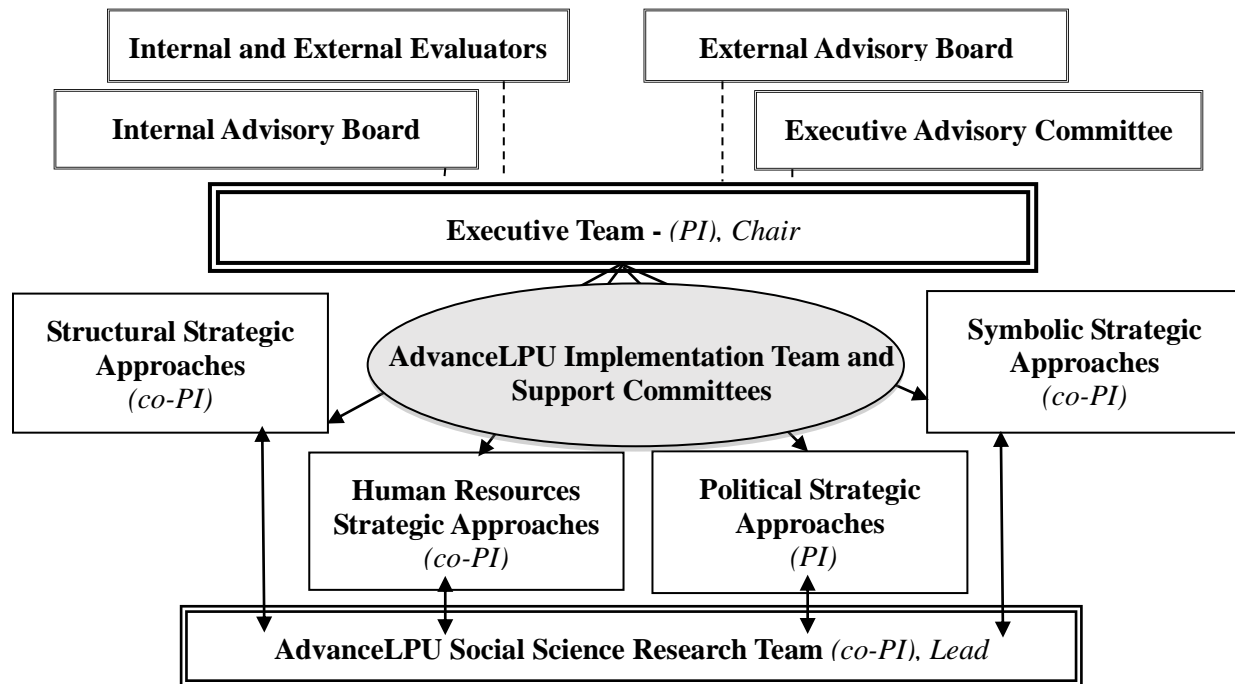 Internal and External Evaluators
External Advisory Board
Internal Advisory Board
Executive Advisory Committee
Executive Team - (PI), Chair
Structural Strategic
Approaches
(co-PI)
AdvanceLPU Implementation Team and
Support Committees
Symbolic Strategic
Approaches
(co-PI)
Human Resources
Strategic Approaches
(co-PI)
Political Strategic
Approaches
(PI)
AdvanceLPU Social Science Research Team (co-PI), Lead